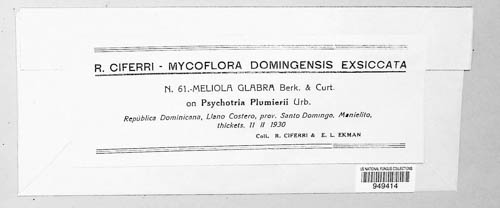 R. CIFERRI - MYCOFLORA DOMINGENSIS EXSICCATA
N. 61.-MELIOLA GLABRA Berk. & Curt.
on Psychotria Plumierii Urb.
República Dominicana, Llano Costero, prov. Santo Domingo, Manielito,
thickets. 11 II 1930
Coll. R. CIFERRI & E. L. EKMAN
US NATIONAL FUNGUS COLLECTIONS
949414